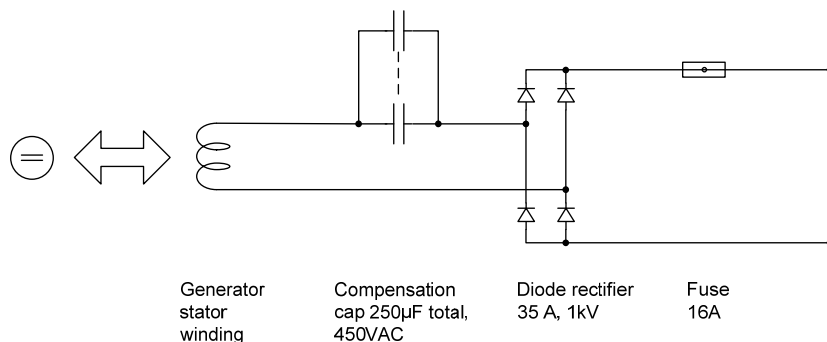 Generator
stator
winding
Compensation
cap 250µF total,
450VAC
Diode rectifier
35 A, 1kV
Fuse
16A